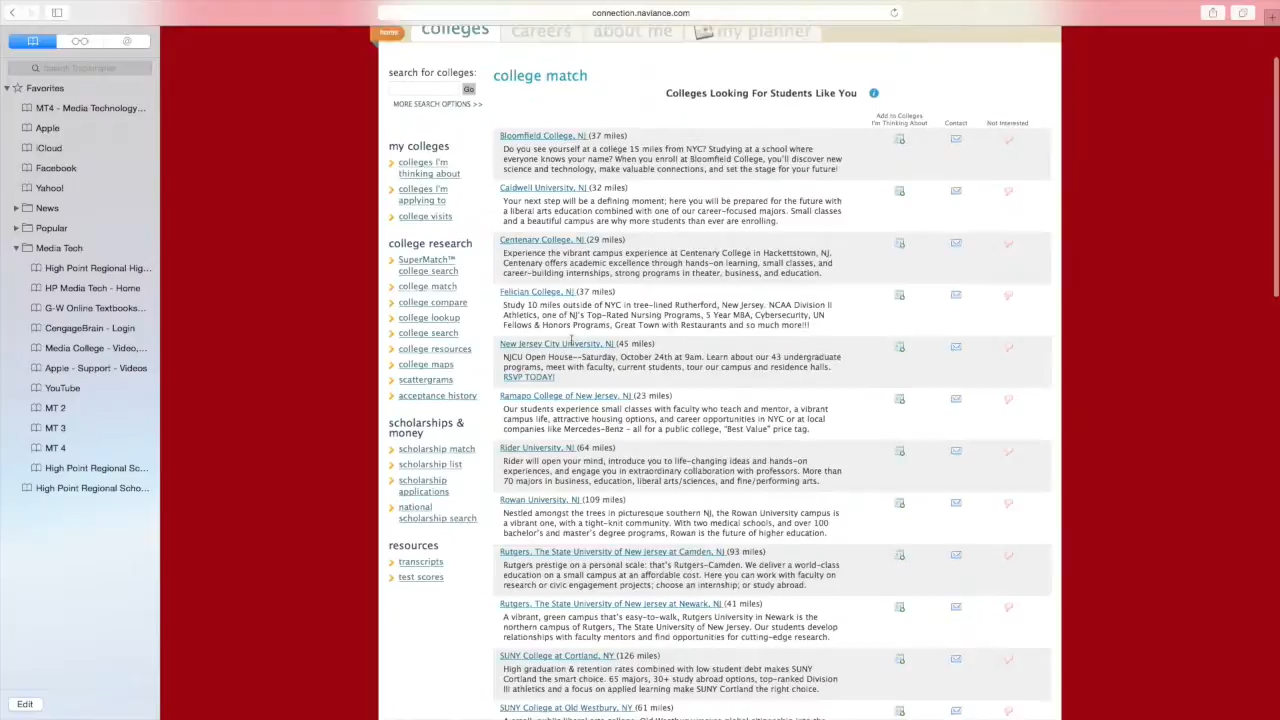 connection.naviance.com
home
colleges
careers
about me
my planner
Favorites
MT4 - Media Technology...
Apple
iCloud
Facebook
Yahoo!
News
Popular
Media Tech
High Point Regional Hig...
HP Media Tech - Home
G-W Online Textbooks
CengageBrain - Login
Media College - Video,...
Apple - Support - Videos
YouTube
MT 2
MT 3
MT 4
High Point Regional Sc...
High Point Regional Scho...
Edit
search for colleges:
Go
MORE SEARCH OPTIONS >>
my colleges
colleges I'm
thinking about
colleges I'm
applying to
college visits
college research
SuperMatch™
college search
college match
college compare
college lookup
college search
college resources
college maps
scattergrams
acceptance history
scholarships &
money
scholarship match
scholarship list
scholarship
applications
national
scholarship search
resources
transcripts
test scores
college match
Colleges Looking For Students Like You
Add to Colleges
I'm Thinking About
Contact
Not Interested
Bloomfield College, NJ (37 miles)
Do you see yourself at a college 15 miles from NYC? Studying at a school where
everyone knows your name? When you enroll at Bloomfield College, you'll discover new
science and technology, make valuable connections, and set the stage for your future!
Caldwell University, NJ (32 miles)
Your next step will be a defining moment; here you will be prepared for the future with
a liberal arts education combined with one of our career-focused majors. Small classes
and a beautiful campus are why more students than ever are enrolling.
Centenary College, NJ (29 miles)
Experience the vibrant campus experience at Centenary College in Hackettstown, NJ.
Centenary offers academic excellence through hands-on learning, small classes, and
career-building internships, strong programs in theater, business, and education.
Felician College, NJ (37 miles)
Study 10 miles outside of NYC in tree-lined Rutherford, New Jersey. NCAA Division II
Athletics, one of NJ's Top-Rated Nursing Programs, 5 Year MBA, Cybersecurity, UN
Fellows & Honors Programs, Great Town with Restaurants and so much more!!!
New Jersey City University, NJ (45 miles)
NJCU Open House--Saturday, October 24th at 9am. Learn about our 43 undergraduate
programs, meet with faculty, current students, tour our campus and residence halls.
RSVP TODAY!
Ramapo College of New Jersey, NJ (23 miles)
Our students experience small classes with faculty who teach and mentor, a vibrant
campus life, attractive housing options, and career opportunities in NYC or at local
companies like Mercedes-Benz - all for a public college, "Best Value" price tag.
Rider University, NJ (64 miles)
Rider will open your mind, introduce you to life-changing ideas and hands-on
experiences, and engage you in extraordinary collaboration with professors. More than
70 majors in business, education, liberal arts/sciences, and fine/performing arts.
Rowan University, NJ (109 miles)
Nestled amongst the trees in picturesque southern NJ, the Rowan University campus is
a vibrant one, with a tight-knit community. With two medical schools, and over 100
bachelor's and master's degree programs, Rowan is the future of higher education.
Rutgers, The State University of New Jersey at Camden, NJ (93 miles)
Rutgers prestige on a personal scale: that's Rutgers-Camden. We deliver a world-class
education on a small campus at an affordable cost. Here you can work with faculty on
research or civic engagement projects; choose an internship; or study abroad.
Rutgers, The State University of New Jersey at Newark, NJ (41 miles)
A vibrant, green campus that's easy-to-walk, Rutgers University in Newark is the
northern campus of Rutgers, The State University of New Jersey. Our students develop
relationships with faculty mentors and find opportunities for cutting-edge research.
SUNY College at Cortland, NY (126 miles)
High graduation & retention rates combined with low student debt makes SUNY
Cortland the smart choice. 65 majors, 30+ study abroad options, top-ranked Division
III athletics and a focus on applied learning make SUNY Cortland the right choice.
SUNY College at Old Westbury, NY (61 miles)